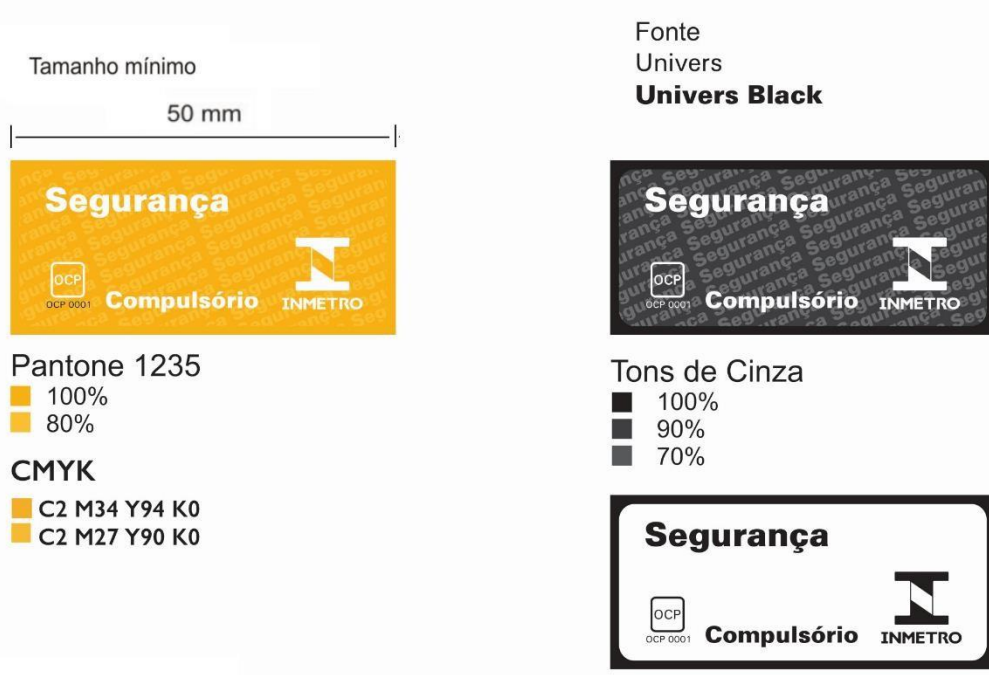 Tamanho mínimo
50 mm
Segurança
OCP
OCP 0001
Compulsório
INMETRO
Pantone 1235
100%
80%
CMYK
C2 M34 Y94 K0
C2 M27 Y90 K0
Fonte
Univers
Univers Black
Segurança
OCP
OCP 0001
Compulsório
INMETRO
Tons de Cinza
100%
90%
70%
Segurança
OCP
OCP 0001
Compulsório
INMETRO